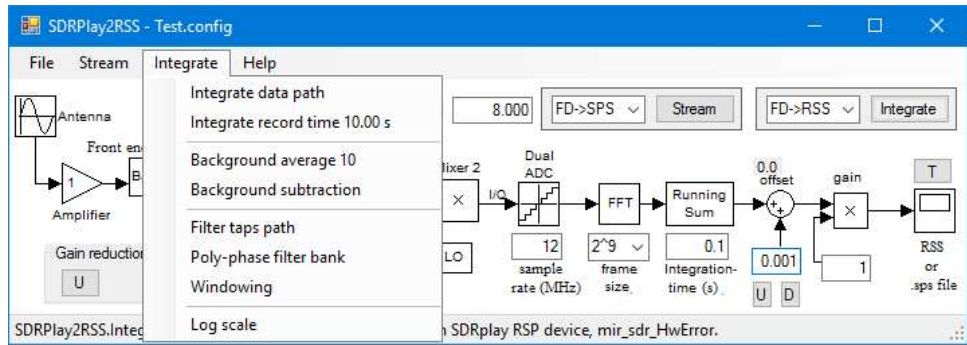 SDRPlay2RSS - Test.config
File Stream Integrate Help
Integrate data path
Integrate record time 10.00 s
Background average 10
Background subtraction
Filter taps path
Poly-phase filter bank
Windowing
Log scale
8.000 FD->SPS Stream FD->RSS Integrate
Antenna
Front
1
Amplifier
Gain reduction
U
2
I/Q
Dual
ADC
12
sample
rate (MHz)
FFT
2^9
frame
size.
Running
Sum
0.1
Integration-
time (s).
0.0
offset
0.001
U D
gain
1
T
RSS
or
.sps file
LO
SDRPlay2RSS. SDRplay RSP device, mir_sdr_HwError.